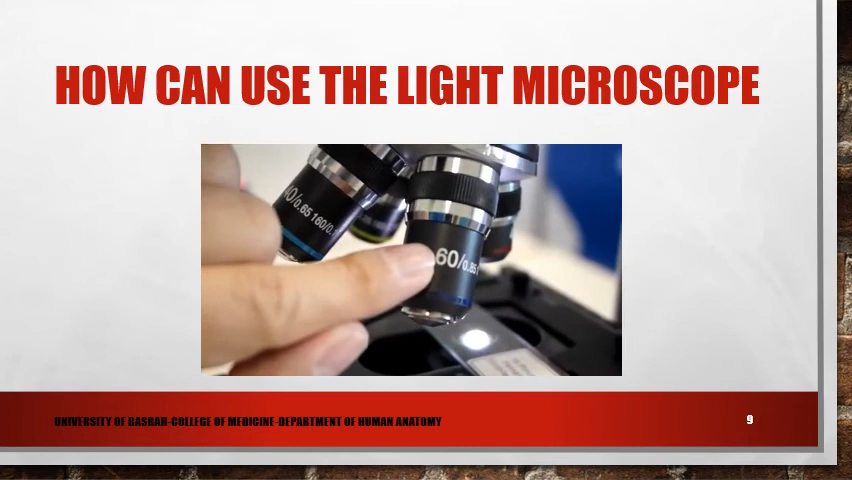 HOW CAN USE THE LIGHT MICROSCOPE
40/0.65 160/0.
60/0.85
UNIVERSITY OF BASRAH-COLLEGE OF MEDICINE-DEPARTMENT OF HUMAN ANATOMY
9